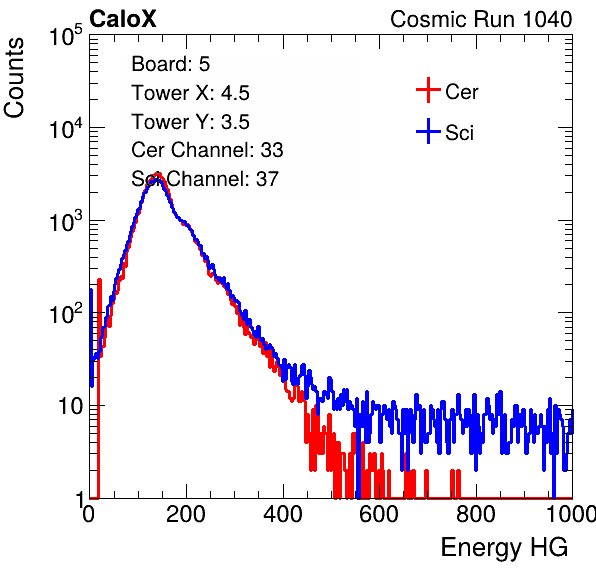 CaloX Cosmic Run 1040
Counts
Board: 5
Tower X: 4.5
Tower Y: 3.5
Cer Channel: 33
Sci Channel: 37
Cer
Sci
10^5
10^4
10^3
10^2
10
1
0 200 400 600 800 1000
Energy HG